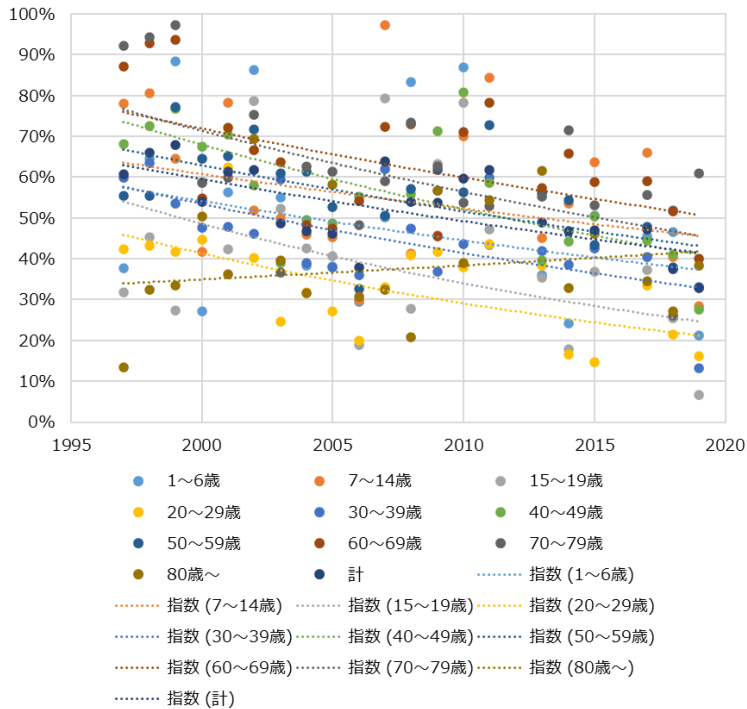 100%
90%
80%
70%
60%
50%
40%
30%
20%
10%
0%
1995 2000 2005 2010 2015 2020
1～6歳 7～14歳 15～19歳
20～29歳 30～39歳 40～49歳
50～59歳 60～69歳 70～79歳
80歳～ 計 指数 (1～6歳)
指数 (7～14歳) 指数 (15～19歳) 指数 (20～29歳)
指数 (30～39歳) 指数 (40～49歳) 指数 (50～59歳)
指数 (60～69歳) 指数 (70～79歳) 指数 (80歳～)
指数 (計)